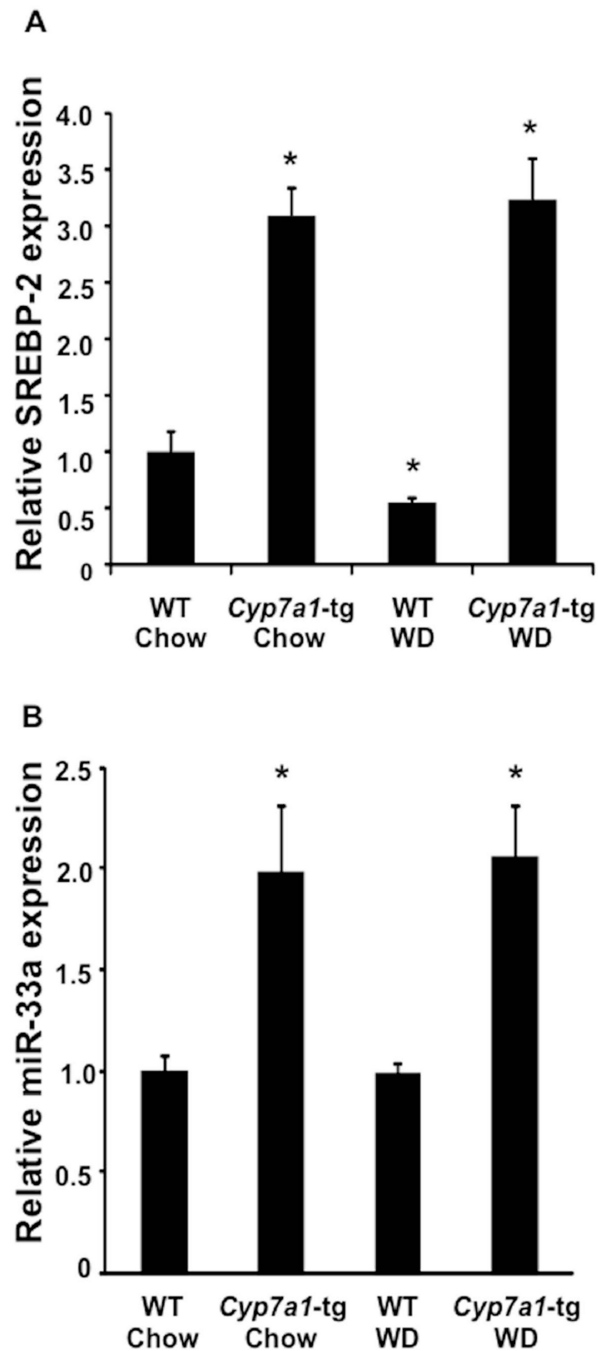 A
Relative SREBP-2 expression
4.0
3.5
3.0
2.5
2.0
1.5
1.0
0.5
0
*
*
*
WT Chow
Cyp7a1-tg Chow
WT WD
Cyp7a1-tg WD
B
Relative miR-33a expression
2.5
2.0
1.5
1.0
0.5
0
*
*
WT Chow
Cyp7a1-tg Chow
WT WD
Cyp7a1-tg WD